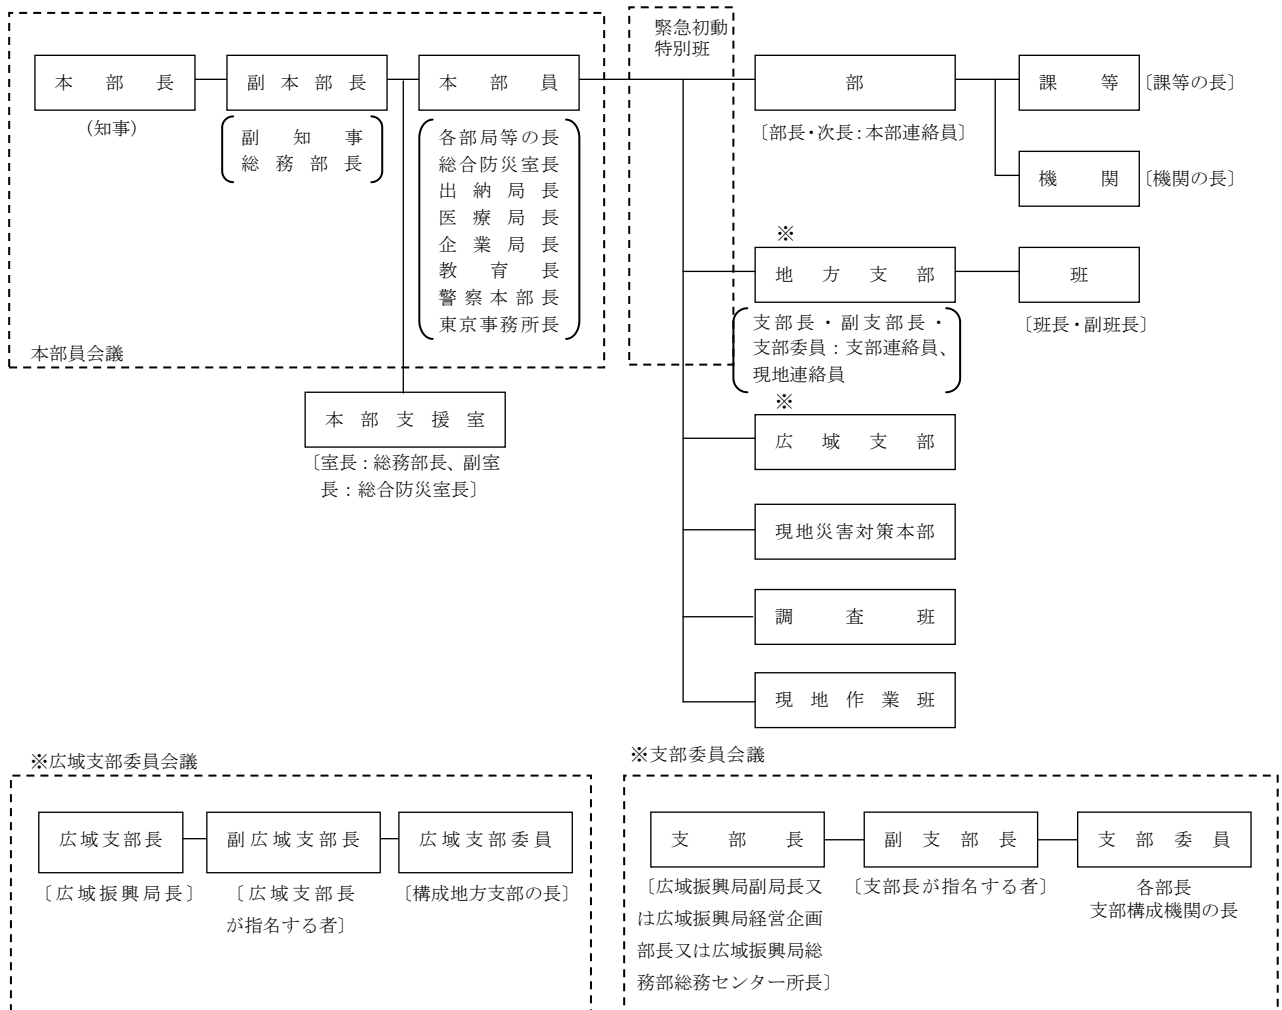 緊急初動
特別班
本部長
副本部長
本部員
部
課等
〔課等の長〕
(知事)
副知事
総務部長
各部局等の長
総合防災室長
出納局長
医療局長
企業局長
教育長
警察本部長
東京事務所長
〔部長・次長：本部連絡員〕
機関
〔機関の長〕
※
地方支部
班
支部長・副支部長・
支部委員：支部連絡員、
現地連絡員
〔班長・副班長〕
本部員会議
本部支援室
〔室長：総務部長、副室
長：総合防災室長〕
※
広域支部
現地災害対策本部
調査班
現地作業班
※広域支部委員会議
広域支部長
副広域支部長
広域支部委員
〔広域振興局長〕
〔広域支部長
が指名する者〕
〔構成地方支部の長〕
※支部委員会議
支部長
副支部長
支部委員
〔広域振興局副局長又
は広域振興局経営企画
部長又は広域振興局総
務部総務センター所長〕
〔支部長が指名する者〕
各部長
支部構成機関の長